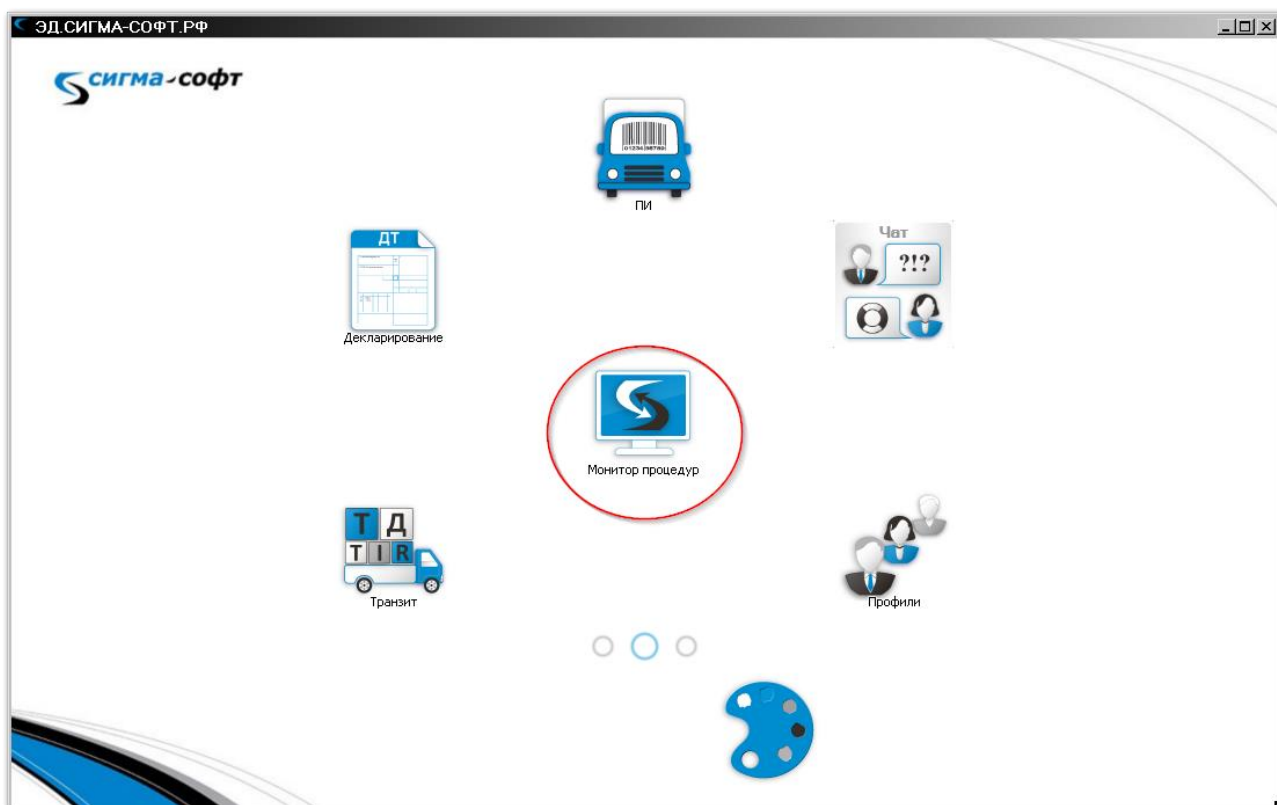 ЭД.СИГМА-СОФТ.РФ
сигма-софт
ПИ
ДТ
Декларирование
Чат
?!?
Монитор процедур
Т Д
T I R
Транзит
Профили